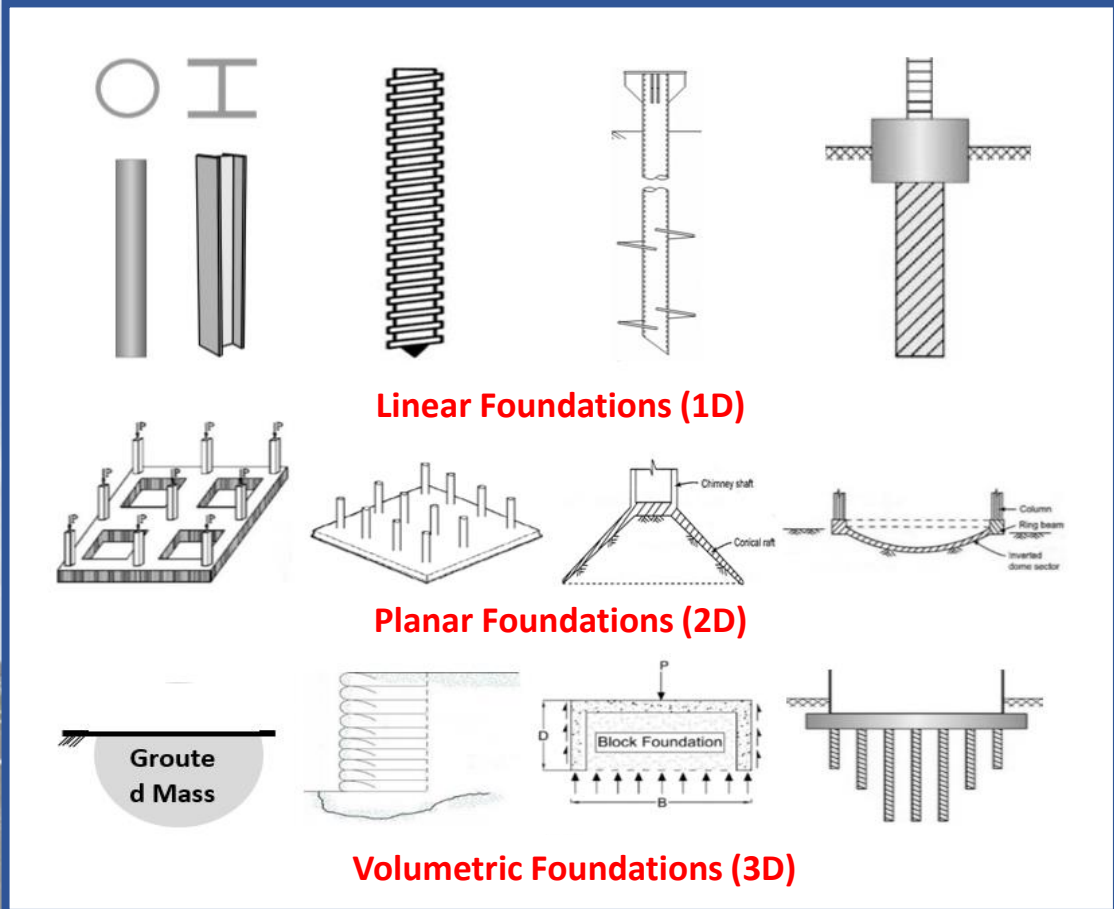 Linear Foundations (1D)
P P P
P P P
P P P
Chimney shaft
Conical raft
Column
Ring beam
Inverted
dome sector
Planar Foundations (2D)
Groute
d Mass
P
D
Block Foundation
B
Volumetric Foundations (3D)